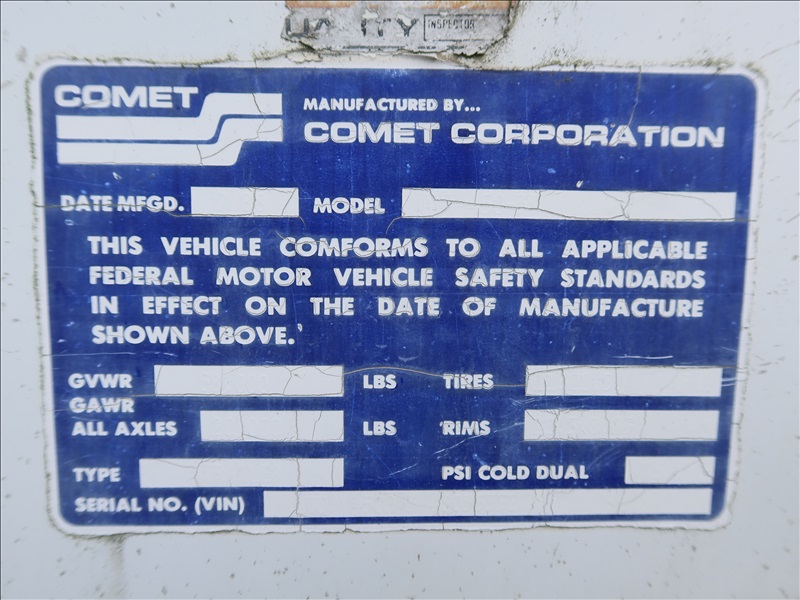 INSPECTOR
COMET
MANUFACTURED BY...
COMET CORPORATION
DATE MFGD. MODEL
THIS VEHICLE COMFORMS TO ALL APPLICABLE
FEDERAL MOTOR VEHICLE SAFETY STANDARDS
IN EFFECT ON THE DATE OF MANUFACTURE
SHOWN ABOVE.
GVWR LBS TIRES
GAWR
ALL AXLES LBS RIMS
TYPE PSI COLD DUAL
SERIAL NO. (VIN)